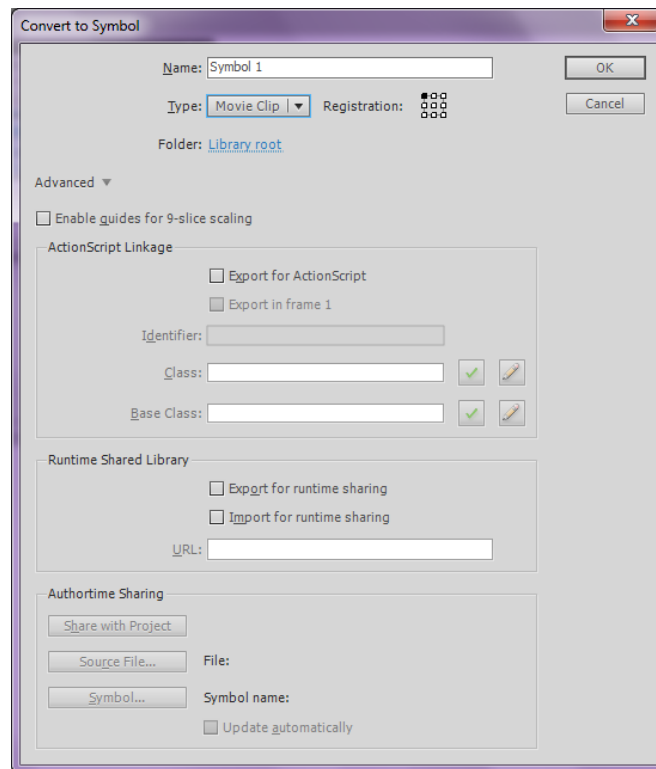 Convert to Symbol
Name: Symbol 1
OK
Type: Movie Clip Registration:
Cancel
Folder: Library root
Advanced
Enable guides for 9-slice scaling
ActionScript Linkage
Export for ActionScript
Export in frame 1
Identifier:
Class:
Base Class:
Runtime Shared Library
Export for runtime sharing
Import for runtime sharing
URL:
Authortime Sharing
Share with Project
Source File... File:
Symbol... Symbol name:
Update automatically